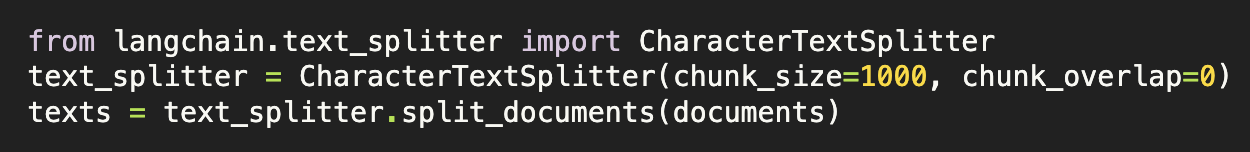 from langchain.text_splitter import CharacterTextSplitter
text_splitter = CharacterTextSplitter(chunk_size=1000, chunk_overlap=0)
texts = text_splitter.split_documents(documents)